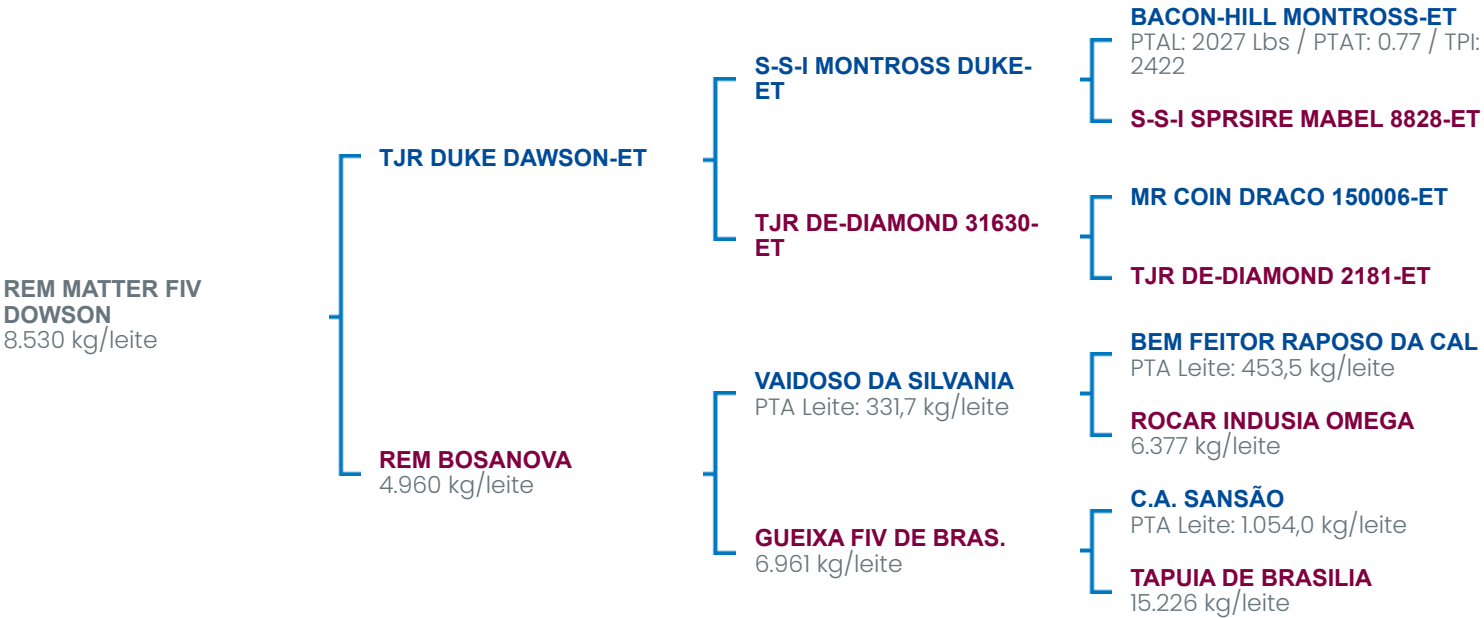 REM MATTER FIV
DOWSON
8.530 kg/leite
TJR DUKE DAWSON-ET
REM BOSANOVA
4.960 kg/leite
S-S-I MONTROSS DUKE-
ET
TJR DE-DIAMOND 31630-
ET
VAIDOSO DA SILVANIA
PTA Leite: 331,7 kg/leite
GUEIXA FIV DE BRAS.
6.961 kg/leite
BACON-HILL MONTROSS-ET
PTAL: 2027 Lbs / PTAT: 0.77 / TPI:
2422
S-S-I SPRSIRE MABEL 8828-ET
MR COIN DRACO 150006-ET
TJR DE-DIAMOND 2181-ET
BEM FEITOR RAPOSO DA CAL
PTA Leite: 453,5 kg/leite
ROCAR INDUSIA OMEGA
6.377 kg/leite
C.A. SANSÃO
PTA Leite: 1.054,0 kg/leite
TAPUIA DE BRASILIA
15.226 kg/leite